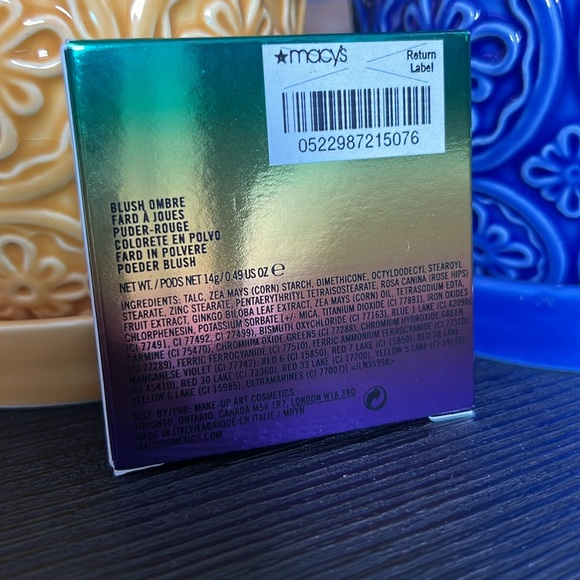 ★macy's
Return
Label
0522987215076
BLUSH OMBRE
FARD À JOUES
PUDER-ROUGE
COLORETE EN POLVO
FARD IN POLVERE
POEDER BLUSH
NET WT. / PODS NET 14g / 0.49 US OZ ℮
INGREDIENTS: TALC, ZEA MAYS (CORN) STARCH, DIMETHICONE, OCTYLDODECYL STEAROYL
STEARATE, ZINC STEARATE, PENTAERYTHRITYL TETRAISOSTEARATE, ROSA CANINA (ROSE HIPS)
FRUIT EXTRACT, GINKGO BILOBA LEAF EXTRACT, ZEA MAYS (CORN) OIL, TETRASODIUM EDTA,
CHLORPHENESIN, POTASSIUM SORBATE [+/- MICA, TITANIUM DIOXIDE (CI 77891), IRON OXIDES
(CI 77491, CI 77492, CI 77499), BISMUTH OXYCHLORIDE (CI 77163), BLUE 1 LAKE (CI 42090),
CARMINE (CI 75470), CHROMIUM OXIDE GREENS (CI 77288), CHROMIUM HYDROXIDE GREEN
(CI 77289), FERRIC FERROCYANIDE (CI 77510), FERRIC AMMONIUM FERROCYANIDE (CI 77510),
MANGANESE VIOLET (CI 77742), RED 6 (CI 15850), RED 7 LAKE (CI 15850), RED 28 LAKE
(CI 45410), RED 30 LAKE (CI 73360), RED 33 LAKE (CI 17200), YELLOW 5 LAKE (CI 19140),
YELLOW 6 LAKE (CI 15985), ULTRAMARINES (CI 77007)] <ILN35998>
DIST. BY/PAR: MAKE-UP ART COSMETICS
TORONTO, ONTARIO, CANADA M5V 1R7, LONDON W1K 3BQ
MADE IN ITALY/FABRIQUÉ EN ITALIE / MRYN
MACCOSMETICS.COM